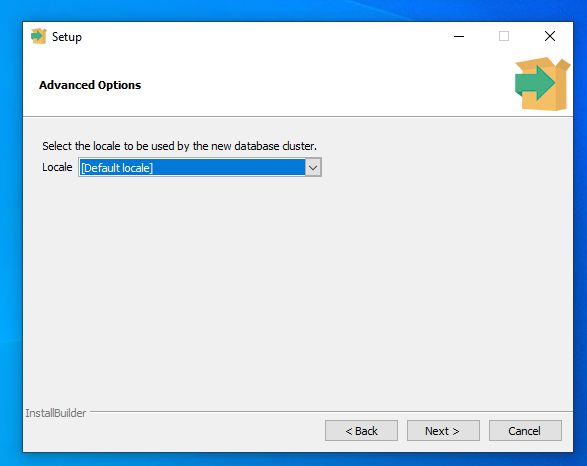 Setup
Advanced Options
Select the locale to be used by the new database cluster.
Locale [Default locale]
InstallBuilder
< Back Next > Cancel